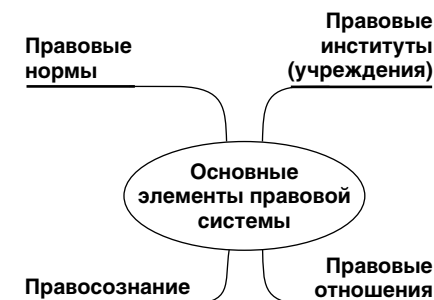 Правовые
нормы
Правовые
институты
(учреждения)
Основные
элементы правовой
системы
Правосознание
Правовые
отношения